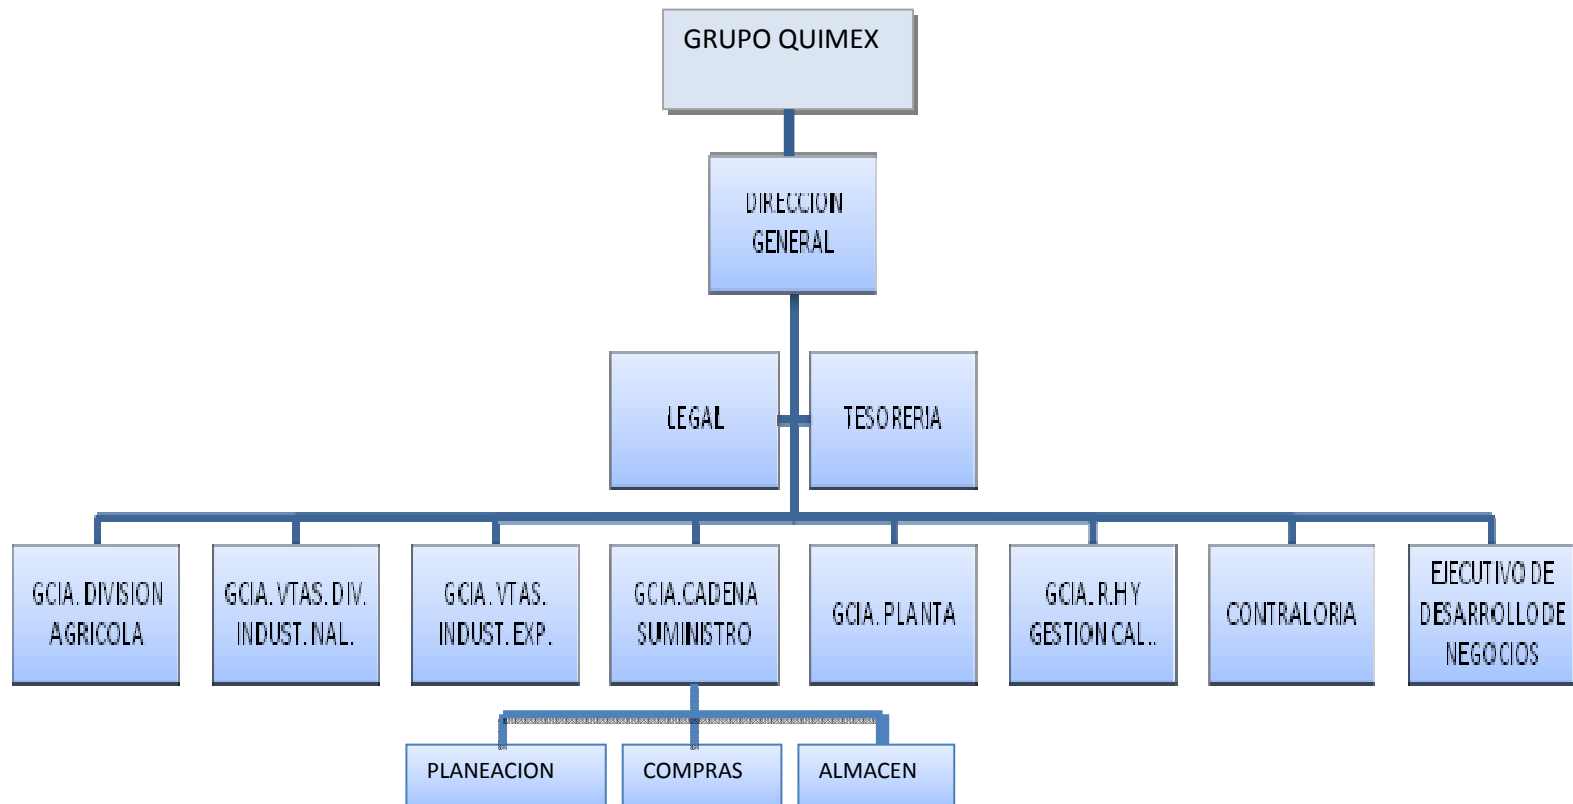 GRUPO QUIMEX
DIRECCION
GENERAL
LEGAL
TESORERIA
GCIA. DIVISION
AGRICOLA
GCIA. VTAS. DIV.
INDUST. NAL.
GCIA. VTAS.
INDUST. EXP.
GCIA.CADENA
SUMINISTRO
GCIA. PLANTA
GCIA. R.H Y
GESTION CAL..
CONTRALORIA
EJECUTIVO DE
DESARROLLO DE
NEGOCIOS
PLANEACION
COMPRAS
ALMACEN